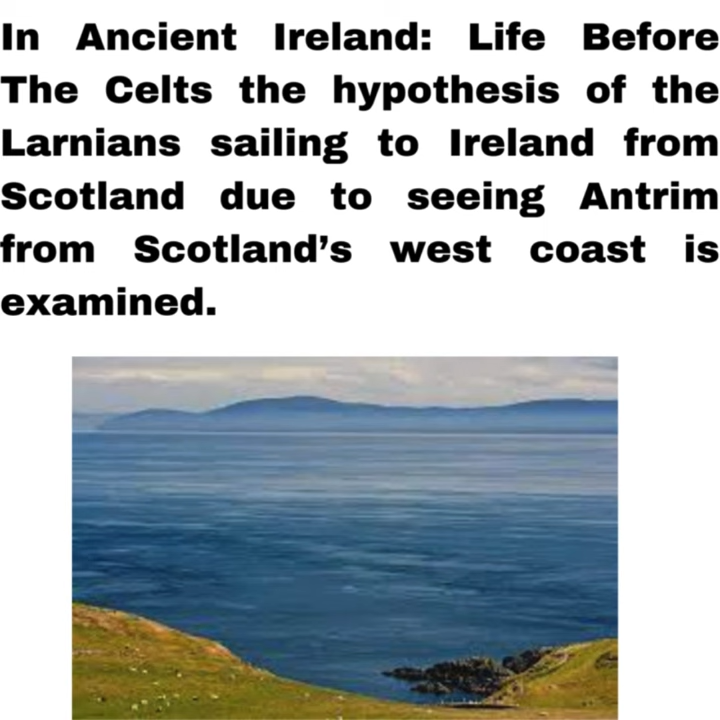 In Ancient Ireland: Life Before
The Celts the hypothesis of the
Larnians sailing to Ireland from
Scotland due to seeing Antrim
from Scotland’s west coast is
examined.